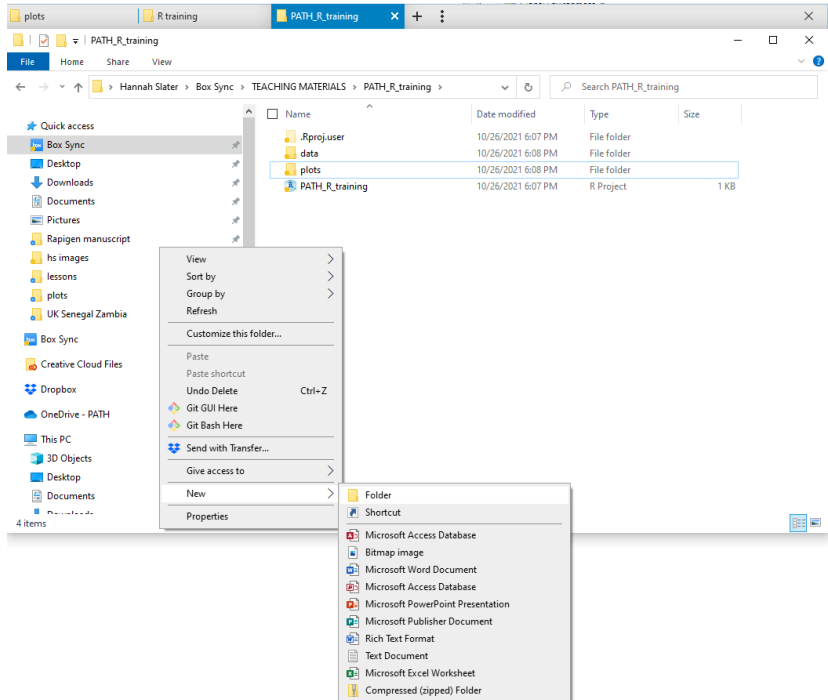 plots
R training
PATH_R_training
PATH_R_training
File Home Share View
Hannah Slater > Box Sync > TEACHING MATERIALS > PATH_R_training >
Search PATH_R_training
Name Date modified Type Size
Quick access
Box Sync
Desktop
Downloads
Documents
Pictures
Rapigen manuscript
hs images
lessons
plots
UK Senegal Zambia
Box Sync
Creative Cloud Files
Dropbox
OneDrive - PATH
This PC
3D Objects
Desktop
Documents
4 items
.Rproj.user 10/26/2021 6:07 PM File folder
data 10/26/2021 6:08 PM File folder
plots 10/26/2021 6:08 PM File folder
PATH_R_training 10/26/2021 6:07 PM R Project 1 KB
View
Sort by
Group by
Refresh
Customize this folder...
Paste
Paste shortcut
Undo Delete Ctrl+Z
Git GUI Here
Git Bash Here
Send with Transfer...
Give access to
New
Properties
Folder
Shortcut
Microsoft Access Database
Bitmap image
Microsoft Word Document
Microsoft Access Database
Microsoft PowerPoint Presentation
Microsoft Publisher Document
Rich Text Format
Text Document
Microsoft Excel Worksheet
Compressed (zipped) Folder